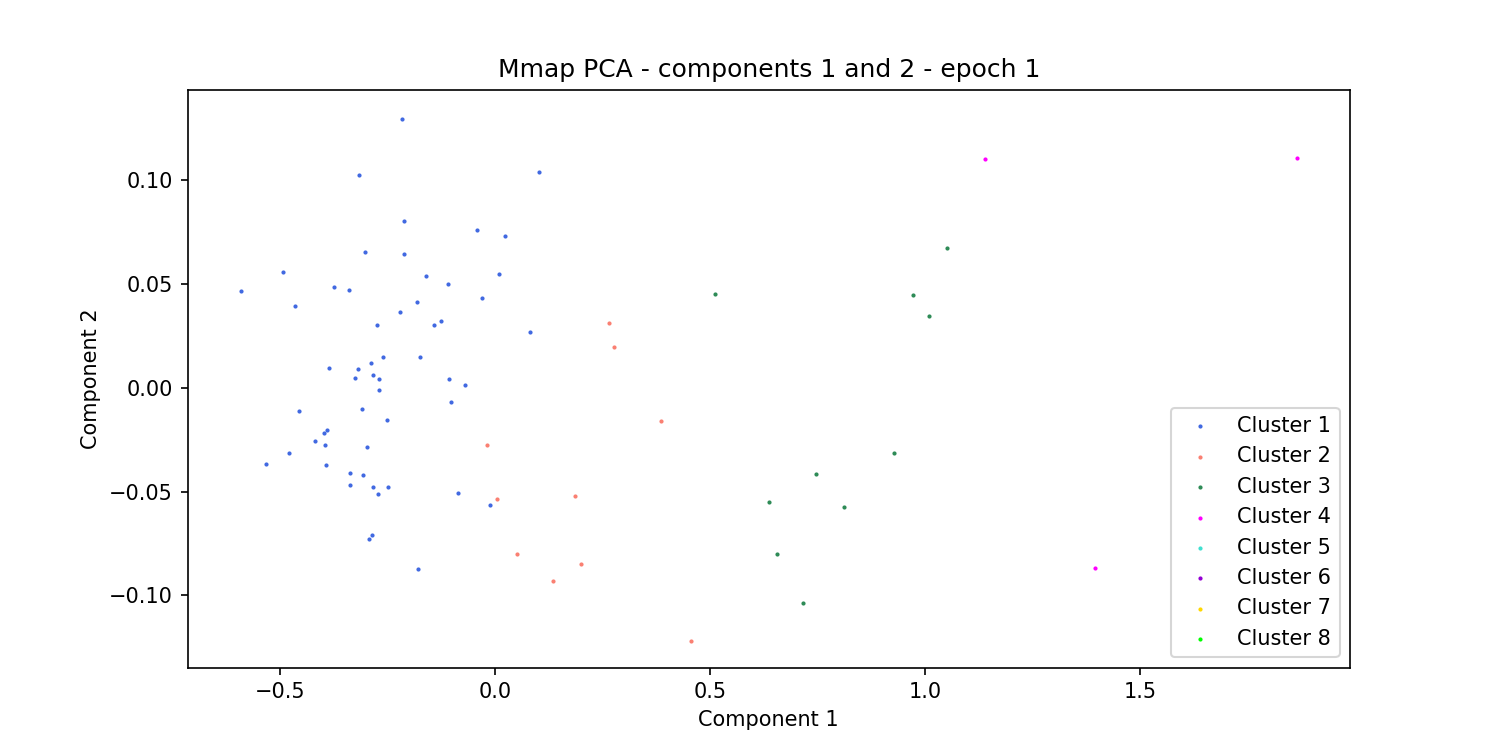 Mmap PCA - components 1 and 2 - epoch 1
Component 2
0.10
0.05
0.00
−0.05
−0.10
−0.5
0.0
0.5
1.0
1.5
Component 1
Cluster 1
Cluster 2
Cluster 3
Cluster 4
Cluster 5
Cluster 6
Cluster 7
Cluster 8